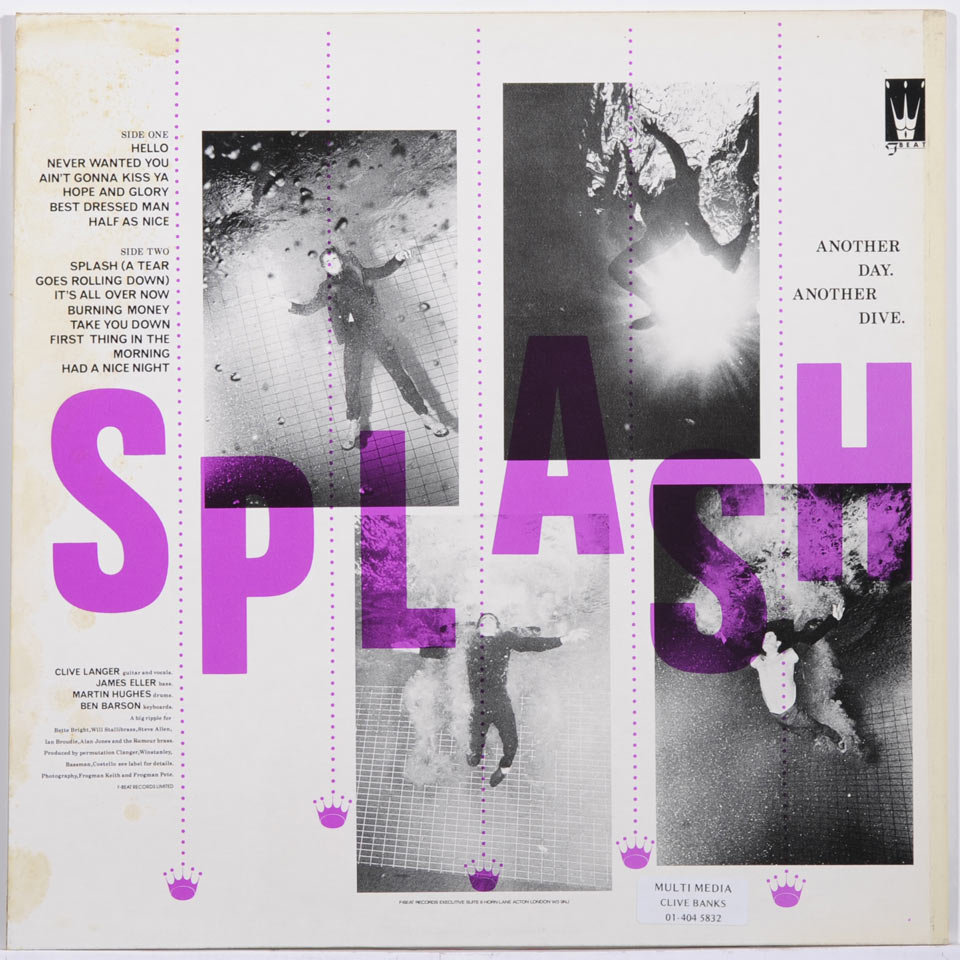 SIDE ONE
HELLO
NEVER WANTED YOU
AIN'T GONNA KISS YA
HOPE AND GLORY
BEST DRESSED MAN
HALF AS NICE
SIDE TWO
SPLASH (A TEAR
GOES ROLLING DOWN)
IT'S ALL OVER NOW
BURNING MONEY
TAKE YOU DOWN
FIRST THING IN THE
MORNING
HAD A NICE NIGHT
F BEAT
ANOTHER
DAY.
ANOTHER
DIVE.
SPLASH
CLIVE LANGER guitar and vocals.
JAMES ELLER bass.
MARTIN HUGHES drums.
BEN BARSON keyboards.
A big ripple for
Bette Bright, Will Stallibrass, Steve Allen,
Ian Broudie, Alan Jones and the Rumour brass.
Produced by permutation Clanger, Winstanley,
Bassman, Costello see label for details.
Photography, Frogman Keith and Frogman Pete.
F-BEAT RECORDS LIMITED
F-BEAT RECORDS EXECUTIVE SUITE 8 HORN LANE ACTON LONDON W3 9NJ
MULTI MEDIA
CLIVE BANKS
01-404 5832